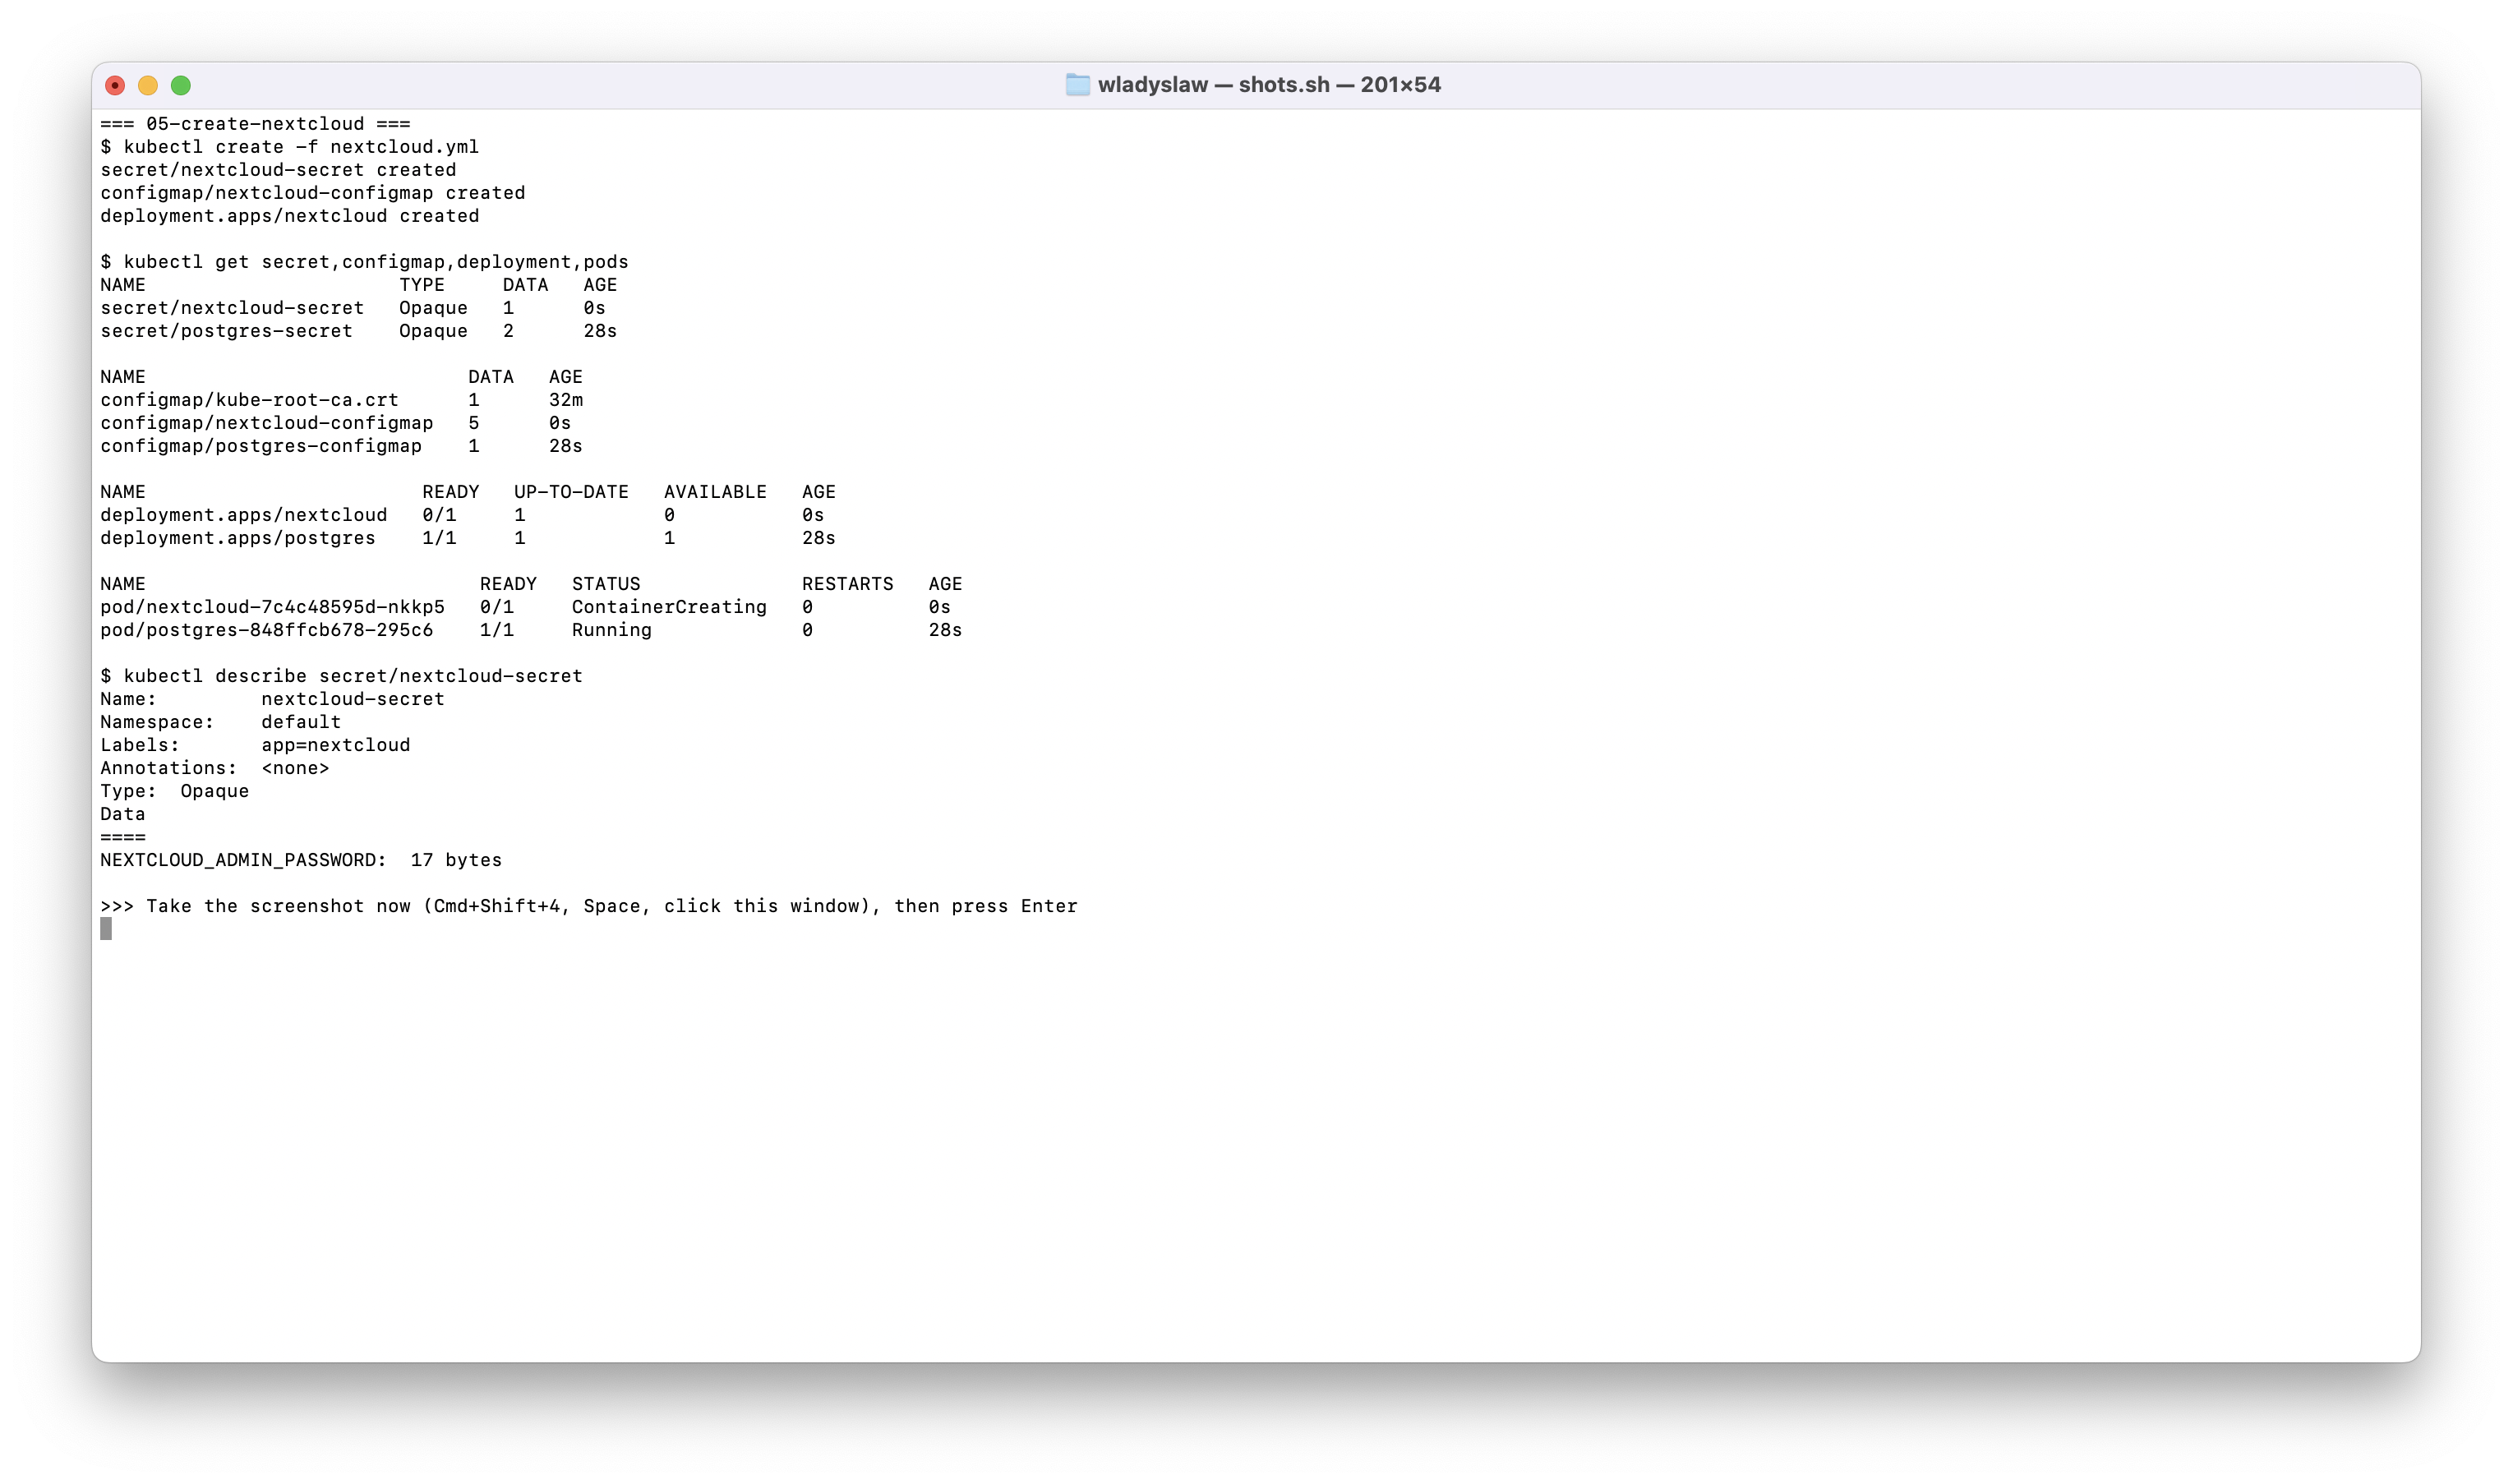 wladyslaw — shots.sh — 201×54
=== 05-create-nextcloud ===
$ kubectl create -f nextcloud.yml
secret/nextcloud-secret created
configmap/nextcloud-configmap created
deployment.apps/nextcloud created

$ kubectl get secret,configmap,deployment,pods
NAME                      TYPE     DATA   AGE
secret/nextcloud-secret   Opaque   1      0s
secret/postgres-secret    Opaque   2      28s

NAME                            DATA   AGE
configmap/kube-root-ca.crt      1      32m
configmap/nextcloud-configmap   5      0s
configmap/postgres-configmap    1      28s

NAME                        READY   UP-TO-DATE   AVAILABLE   AGE
deployment.apps/nextcloud   0/1     1            0           0s
deployment.apps/postgres    1/1     1            1           28s

NAME                             READY   STATUS              RESTARTS   AGE
pod/nextcloud-7c4c48595d-nkkp5   0/1     ContainerCreating   0          0s
pod/postgres-848ffcb678-295c6    1/1     Running             0          28s

$ kubectl describe secret/nextcloud-secret
Name:         nextcloud-secret
Namespace:    default
Labels:       app=nextcloud
Annotations:  <none>
Type:  Opaque
Data
====
NEXTCLOUD_ADMIN_PASSWORD:  17 bytes

>>> Take the screenshot now (Cmd+Shift+4, Space, click this window), then press Enter